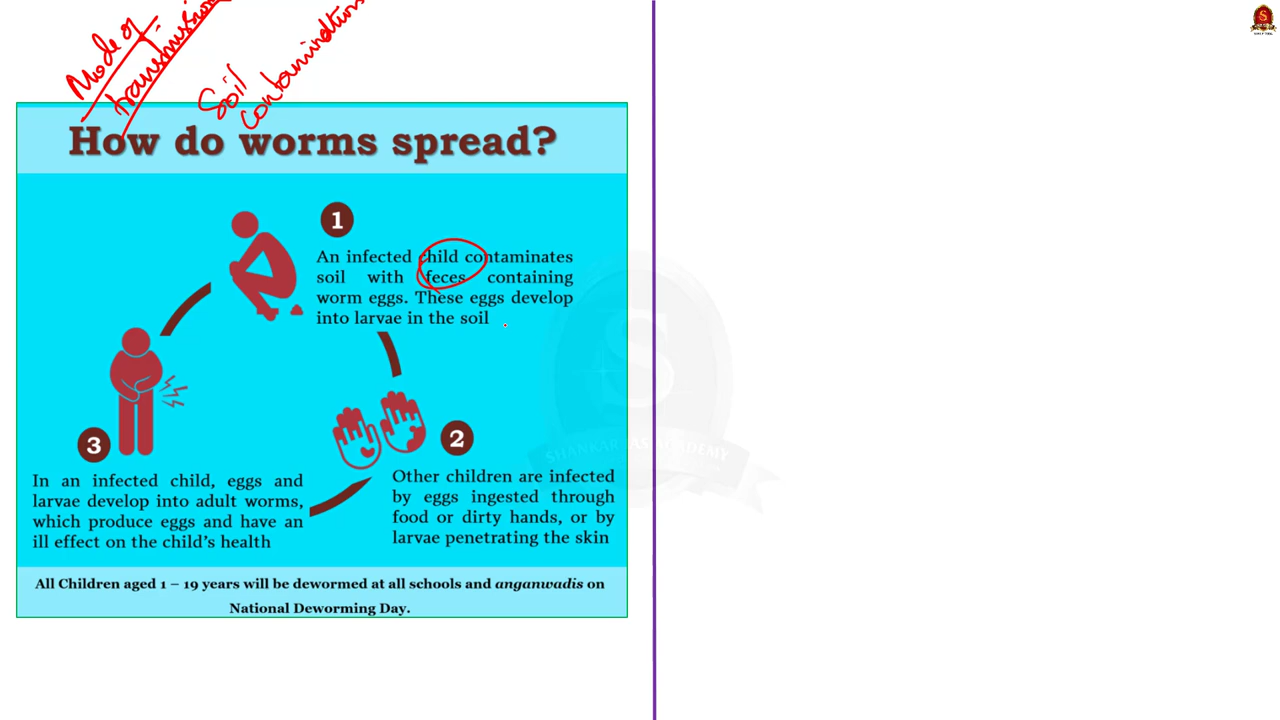 Mode of
transmission
Soil
contamination
How do worms spread?
1
An infected child contaminates
soil with feces containing
worm eggs. These eggs develop
into larvae in the soil
2
Other children are infected
by eggs ingested through
food or dirty hands, or by
larvae penetrating the skin
3
In an infected child, eggs and
larvae develop into adult worms,
which produce eggs and have an
ill effect on the child's health
All Children aged 1 – 19 years will be dewormed at all schools and anganwadis on
National Deworming Day.
SHANKAR IAS ACADEMY